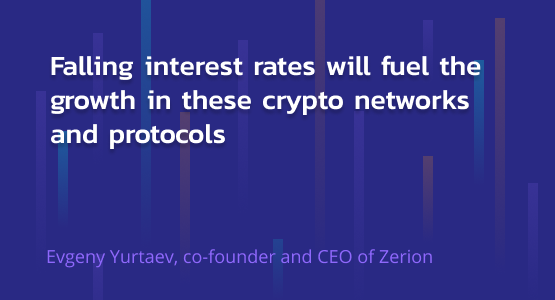 Falling interest rates will fuel the
growth in these crypto networks
and protocols
Evgeny Yurtaev, co-founder and CEO of Zerion